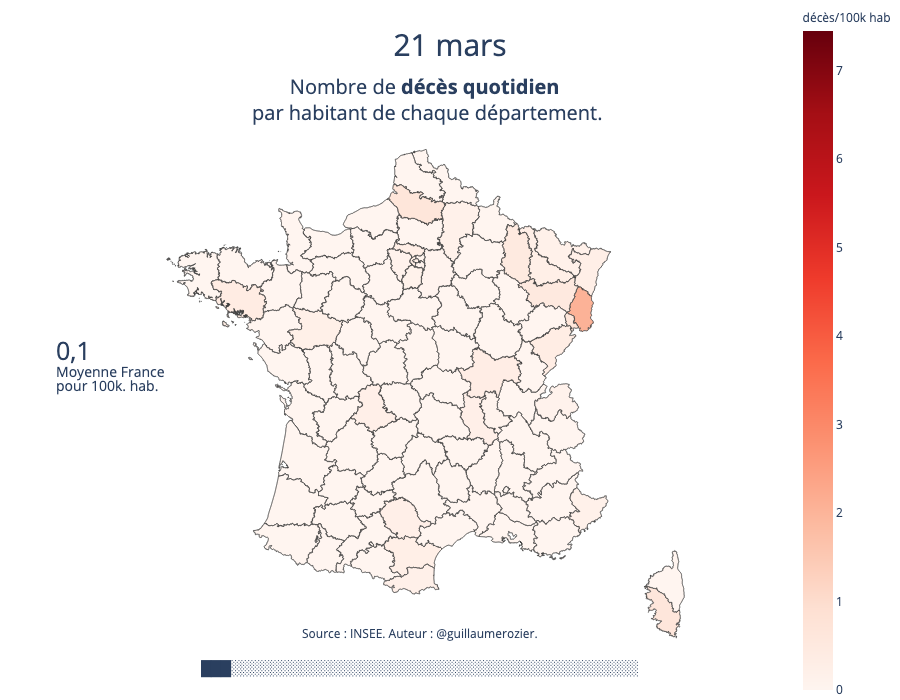 décès/100k hab
21 mars
Nombre de décès quotidien
par habitant de chaque département.
7
6
5
4
3
2
1
0
0,1
Moyenne France
pour 100k. hab.
Source : INSEE. Auteur : @guillaumerozier.